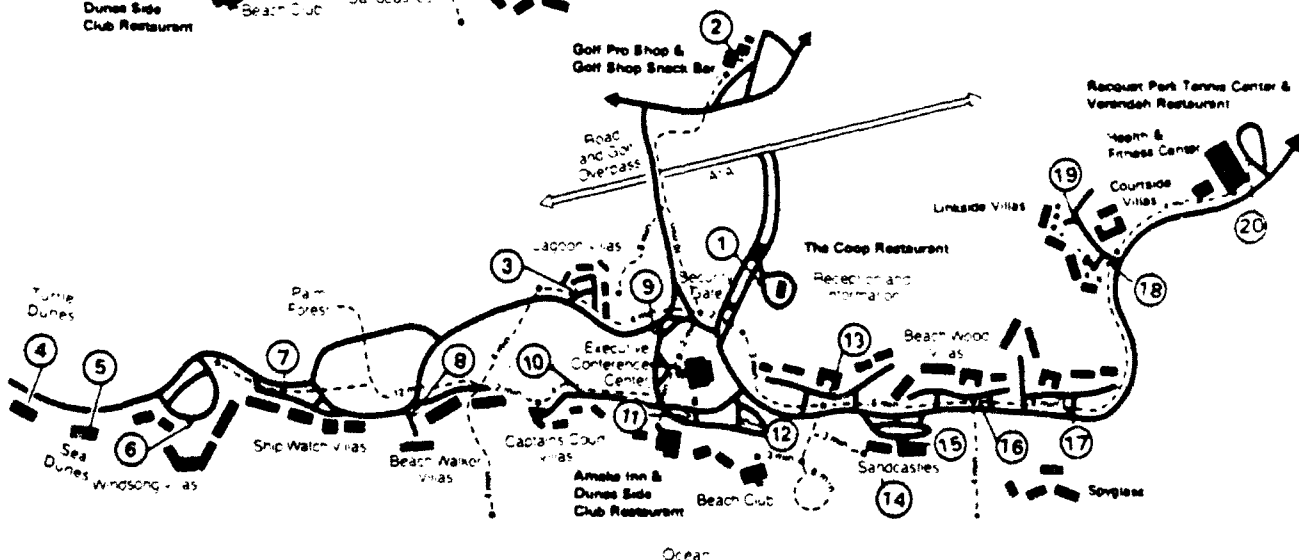 Dunes Side
Club Restaurant
Beach Club
2
Golf Pro Shop &
Golf Shop Snack Bar
Racquet Park Tennis Center &
Verandah Restaurant
Health &
Fitness Center
Road
and Golf
Overpass
A1A
19
Courtside
Villas
Linkside Villas
20
1
The Coop Restaurant
Lagoon Villas
3
9
Security
Gate
Reception and
Information
18
Turtle
Dunes
Palm
Forest
4
5
7
8
10
Executive
Conference
Center
13
Beach Wood
Villas
6
11
12
15
16
17
Sea
Dunes
Windsong Villas
Ship Watch Villas
Beach Walker
Villas
Captains Court
Villas
Sandcastles
14
Amelia Inn &
Dunes Side
Club Restaurant
Beach Club
Spyglass
Ocean